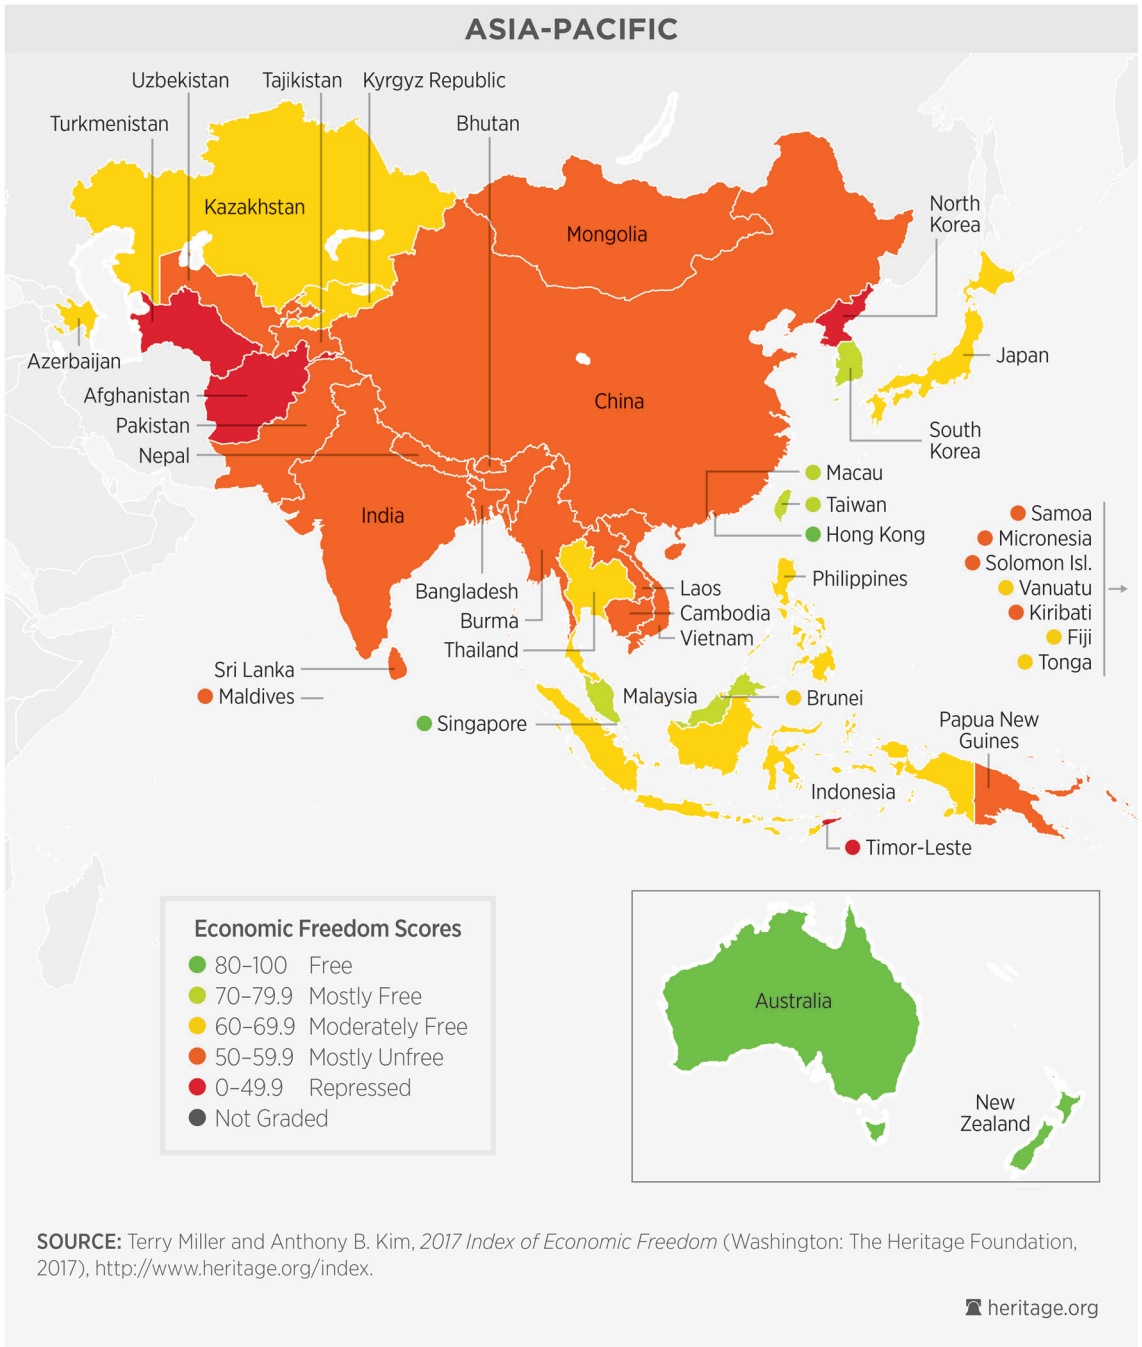 ASIA-PACIFIC
Uzbekistan
Tajikistan
Kyrgyz Republic
Turkmenistan
Bhutan
Kazakhstan
Mongolia
North
Korea
Azerbaijan
Japan
Afghanistan
China
Pakistan
South
Korea
Nepal
Macau
India
Taiwan
Samoa
Hong Kong
Micronesia
Solomon Isl.
Philippines
Vanuatu
Bangladesh
Laos
Kiribati
Burma
Cambodia
Fiji
Thailand
Vietnam
Tonga
Sri Lanka
Maldives
Malaysia
Brunei
Singapore
Papua New
Guines
Indonesia
Timor-Leste
Economic Freedom Scores
80–100 Free
70–79.9 Mostly Free
60–69.9 Moderately Free
50–59.9 Mostly Unfree
0–49.9 Repressed
Not Graded
Australia
New
Zealand
SOURCE: Terry Miller and Anthony B. Kim, 2017 Index of Economic Freedom (Washington: The Heritage Foundation,
2017), http://www.heritage.org/index.
heritage.org